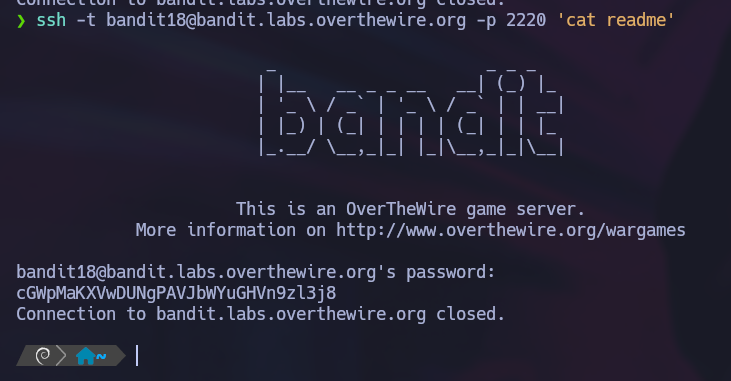 Connection to bandit.labs.overthewire.org closed.
❯ ssh -t bandit18@bandit.labs.overthewire.org -p 2220 'cat readme'
                         _                     _ _ _
                        | |__   __ _ _ __   __| (_) |_
                        | '_ \ / _` | '_ \ / _` | | __|
                        | |_) | (_| | | | | (_| | | |_
                        |_.__/ \__,_|_| |_|\__,_|_|\__|
This is an OverTheWire game server.
More information on http://www.overthewire.org/wargames
bandit18@bandit.labs.overthewire.org's password:
cGWpMaKXVwDUNgPAVJbWYuGHVn9zl3j8
Connection to bandit.labs.overthewire.org closed.
~